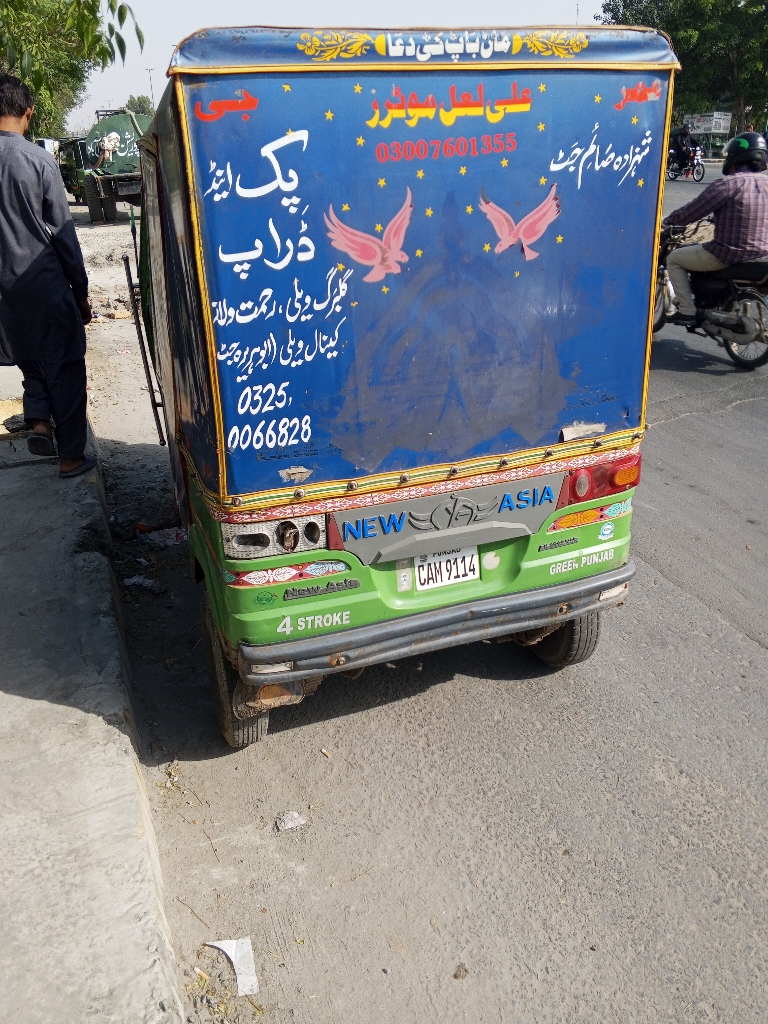 ماں باپ کی دعا
جی علی لعل موٹرز
03007601355
پک اینڈ
ڈراپ
شہزادہ صائم جٹ
گلبرگ ویلی، رحمت ولاز
کینال ویلی (ابوہریرہ جٹ
0325,
0066828
NEW ASIA
PUNJAB
CAM 9114
New Asia
4 STROKE
GREEN PUNJAB